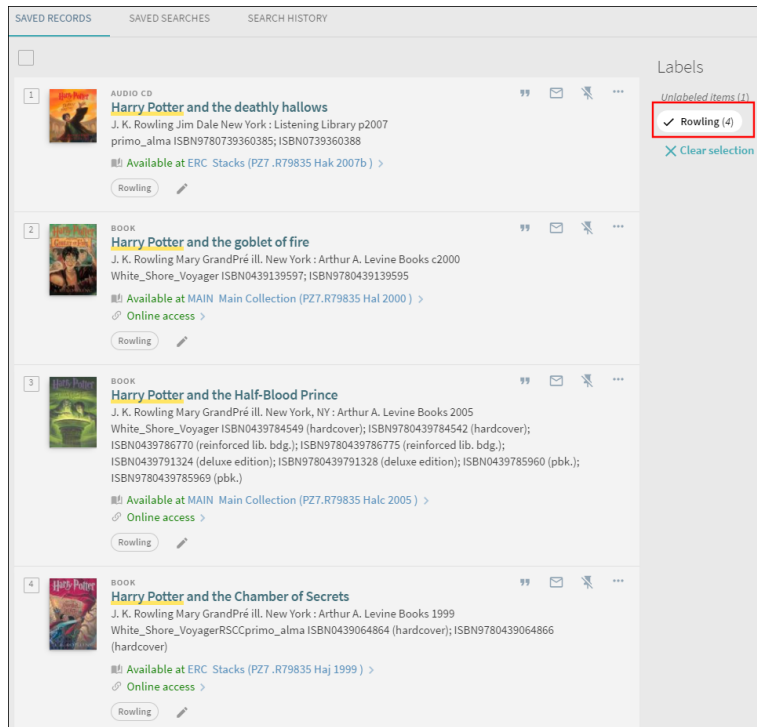 SAVED RECORDS SAVED SEARCHES SEARCH HISTORY
Labels
Unlabeled items (1)
Rowling (4)
Clear selection
1
Harry Potter
AUDIO CD
Harry Potter and the deathly hallows
J. K. Rowling Jim Dale New York : Listening Library p2007
primo_alma ISBN9780739360385; ISBN0739360388
Available at ERC Stacks (PZ7 .R79835 Hak 2007b ) >
Rowling
2
BOOK
Harry Potter and the goblet of fire
J. K. Rowling Mary GrandPré ill. New York : Arthur A. Levine Books c2000
White_Shore_Voyager ISBN0439139597; ISBN9780439139595
Available at MAIN Main Collection (PZ7.R79835 Hal 2000 ) >
Online access >
Rowling
3
Harry Potter
BOOK
Harry Potter and the Half-Blood Prince
J. K. Rowling Mary GrandPré ill. New York, NY : Arthur A. Levine Books 2005
White_Shore_Voyager ISBN0439784549 (hardcover); ISBN9780439784542 (hardcover);
ISBN0439786770 (reinforced lib. bdg.); ISBN9780439786775 (reinforced lib. bdg.);
ISBN0439791324 (deluxe edition); ISBN9780439791328 (deluxe edition); ISBN0439785960 (pbk.);
ISBN9780439785969 (pbk.)
Available at MAIN Main Collection (PZ7.R79835 Halc 2005 ) >
Online access >
Rowling
4
Harry Potter
BOOK
Harry Potter and the Chamber of Secrets
J. K. Rowling Mary GrandPré ill. New York : Arthur A. Levine Books 1999
White_Shore_VoyagerRSCCprimo_alma ISBN0439064864 (hardcover); ISBN9780439064866
(hardcover)
Available at ERC Stacks (PZ7 .R79835 Haj 1999 ) >
Online access >
Rowling